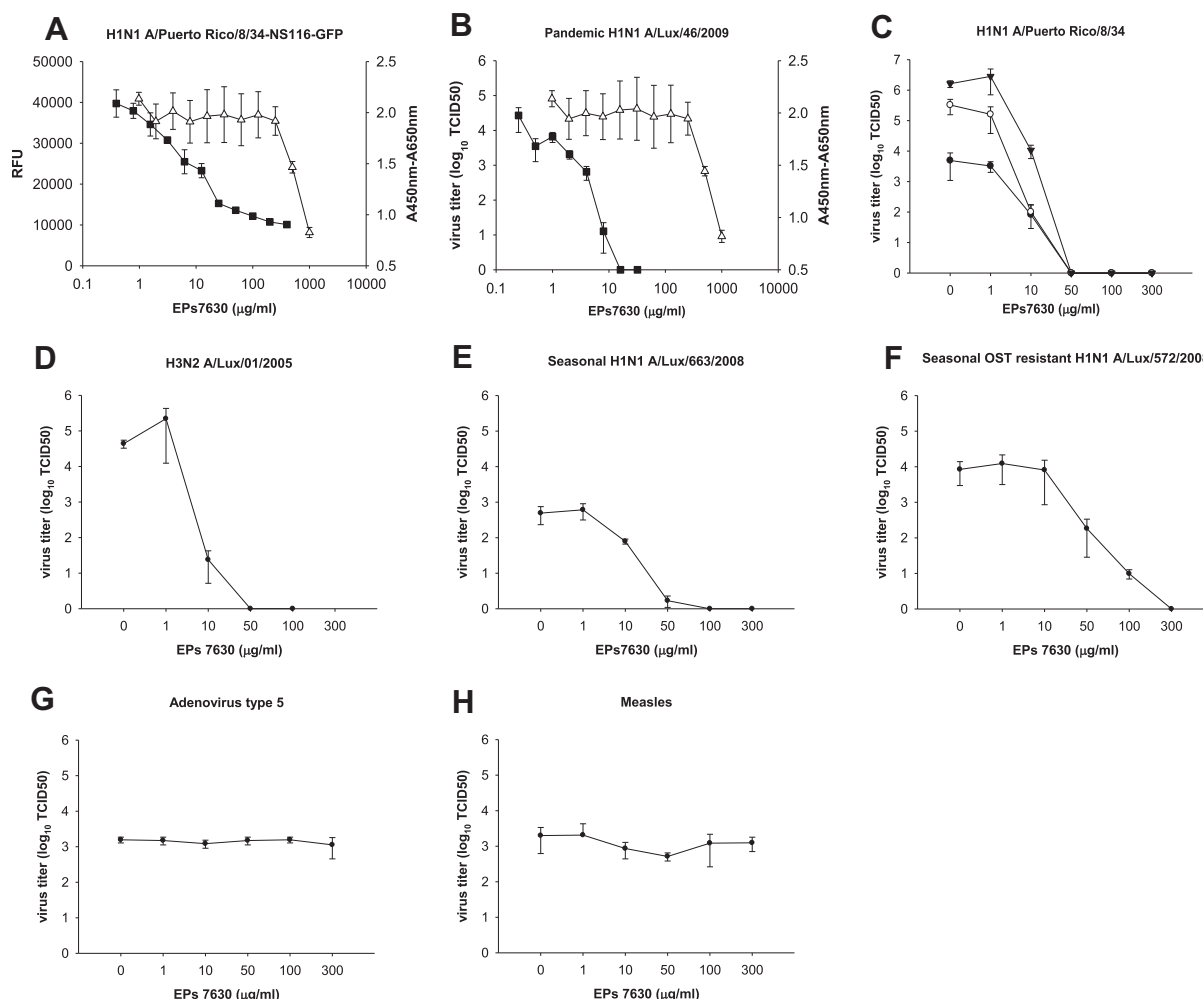 A
H1N1 A/Puerto Rico/8/34-NS116-GFP
50000
40000
30000
20000
10000
0
RFU
2.5
2.0
1.5
1.0
0.5
A450nm-A650nm
0.1 1 10 100 1000 10000
EPs7630 (μg/ml)
B
Pandemic H1N1 A/Lux/46/2009
6
5
4
3
2
1
0
virus titer (log10 TCID50)
2.5
2.0
1.5
1.0
0.5
A450nm-A650nm
0.1 1 10 100 1000 10000
EPs7630 (μg/ml)
C
H1N1 A/Puerto Rico/8/34
7
6
5
4
3
2
1
0
virus titer (log10 TCID50)
0 1 10 50 100 300
EPs7630 (μg/ml)
D
H3N2 A/Lux/01/2005
6
5
4
3
2
1
0
virus titer (log10 TCID50)
0 1 10 50 100 300
EPs 7630 (μg/ml)
E
Seasonal H1N1 A/Lux/663/2008
6
5
4
3
2
1
0
virus titer (log10 TCID50)
0 1 10 50 100 300
EPs 7630 (μg/ml)
F
Seasonal OST resistant H1N1 A/Lux/572/200
6
5
4
3
2
1
0
virus titer (log10 TCID50)
0 1 10 50 100 300
EPs 7630 (μg/ml)
G
Adenovirus type 5
6
5
4
3
2
1
0
virus titer (log10 TCID50)
0 1 10 50 100 300
EPs 7630 (μg/ml)
H
Measles
6
5
4
3
2
1
0
virus titer (log10 TCID50)
0 1 10 50 100 300
EPs 7630 (μg/ml)